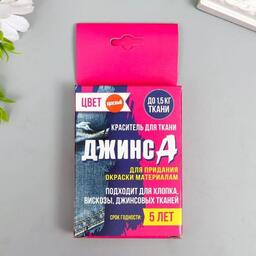 ЦВЕТ красный
ДО 1,5 КГ
ТКАНИ
КРАСИТЕЛЬ ДЛЯ ТКАНИ
ДЖИНСА
ДЛЯ ПРИДАНИЯ
ОКРАСКИ МАТЕРИАЛАМ
ПОДХОДИТ ДЛЯ ХЛОПКА,
ВИСКОЗЫ, ДЖИНСОВЫХ ТКАНЕЙ
СРОК ГОДНОСТИ 5 ЛЕТ